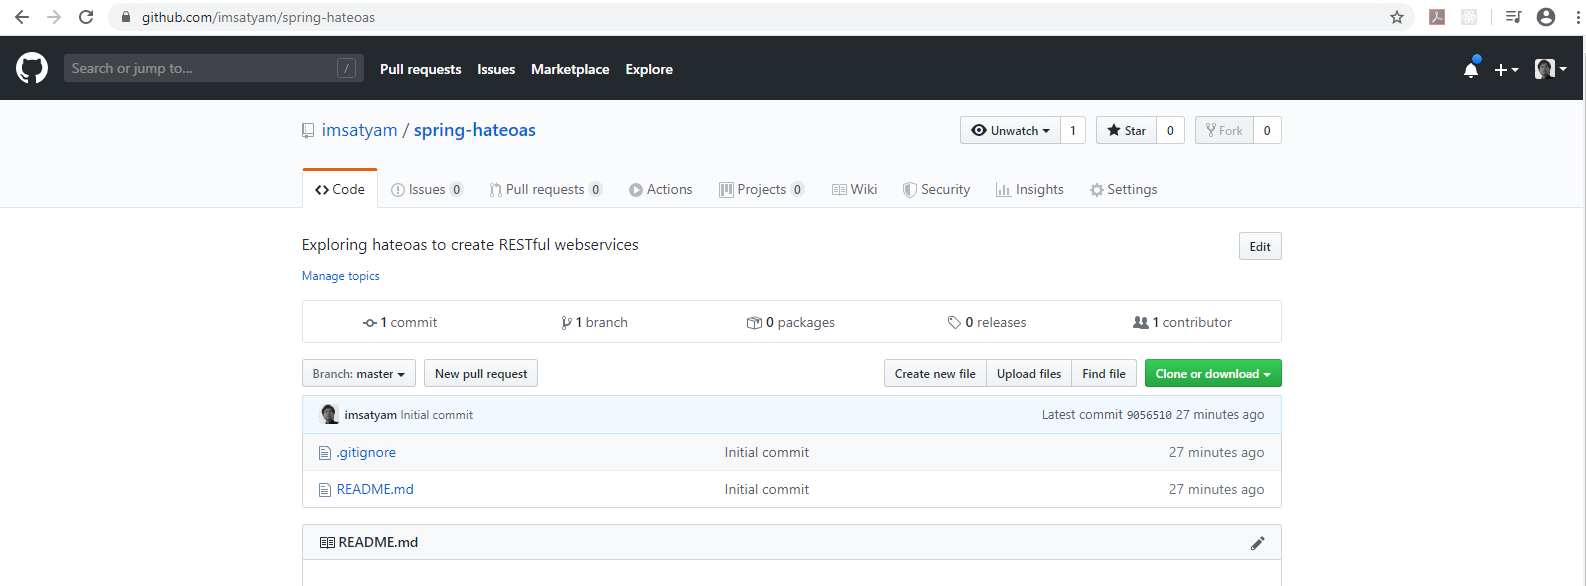 github.com/imsatyam/spring-hateoas
Search or jump to... / Pull requests Issues Marketplace Explore
imsatyam / spring-hateoas Unwatch 1 Star 0 Fork 0
Code Issues 0 Pull requests 0 Actions Projects 0 Wiki Security Insights Settings
Exploring hateoas to create RESTful webservices Edit
Manage topics
1 commit 1 branch 0 packages 0 releases 1 contributor
Branch: master New pull request Create new file Upload files Find file Clone or download
imsatyam Initial commit Latest commit 9056510 27 minutes ago
.gitignore Initial commit 27 minutes ago
README.md Initial commit 27 minutes ago
README.md